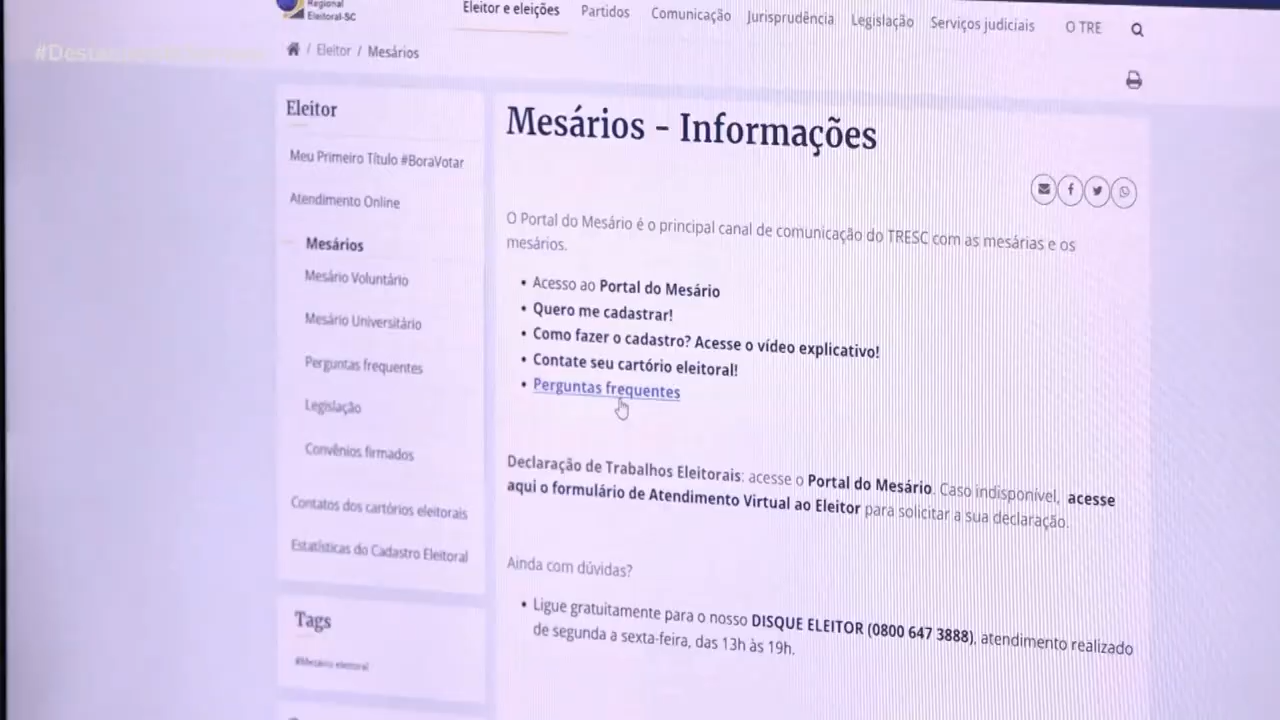 Regional
Eleitoral-SC
Eleitor e eleições
Partidos
Comunicação
Jurisprudência
Legislação
Serviços judiciais
O TRE
/ Eleitor / Mesários
Eleitor
Meu Primeiro Título #BoraVotar
Atendimento Online
Mesários
Mesário Voluntário
Mesário Universitário
Perguntas frequentes
Legislação
Convênios firmados
Contatos dos cartórios eleitorais
Estatísticas do Cadastro Eleitoral
Tags
#Mesário eleitoral
Mesários - Informações
O Portal do Mesário é o principal canal de comunicação do TRESC com as mesárias e os
mesários.
• Acesso ao Portal do Mesário
• Quero me cadastrar!
• Como fazer o cadastro? Acesse o vídeo explicativo!
• Contate seu cartório eleitoral!
• Perguntas frequentes
Declaração de Trabalhos Eleitorais: acesse o Portal do Mesário. Caso indisponível, acesse
aqui o formulário de Atendimento Virtual ao Eleitor para solicitar a sua declaração.
Ainda com dúvidas?
• Ligue gratuitamente para o nosso DISQUE ELEITOR (0800 647 3888), atendimento realizado
de segunda a sexta-feira, das 13h às 19h.